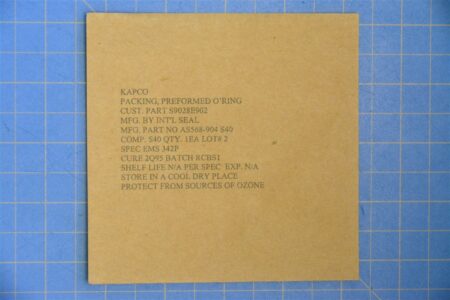 KAPCO
PACKING, PREFORMED O'RING
CUST. PART S9028E902
MFG. BY INT'L SEAL
MFG. PART NO AS568-904 S40
COMP. S40 QTY. 1EA LOT# 2
SPEC EMS 342P
CURE 2Q95 BATCH RCBS1
SHELF LIFE N/A PER SPEC EXP. N/A
STORE IN A COOL DRY PLACE
PROTECT FROM SOURCES OF OZONE